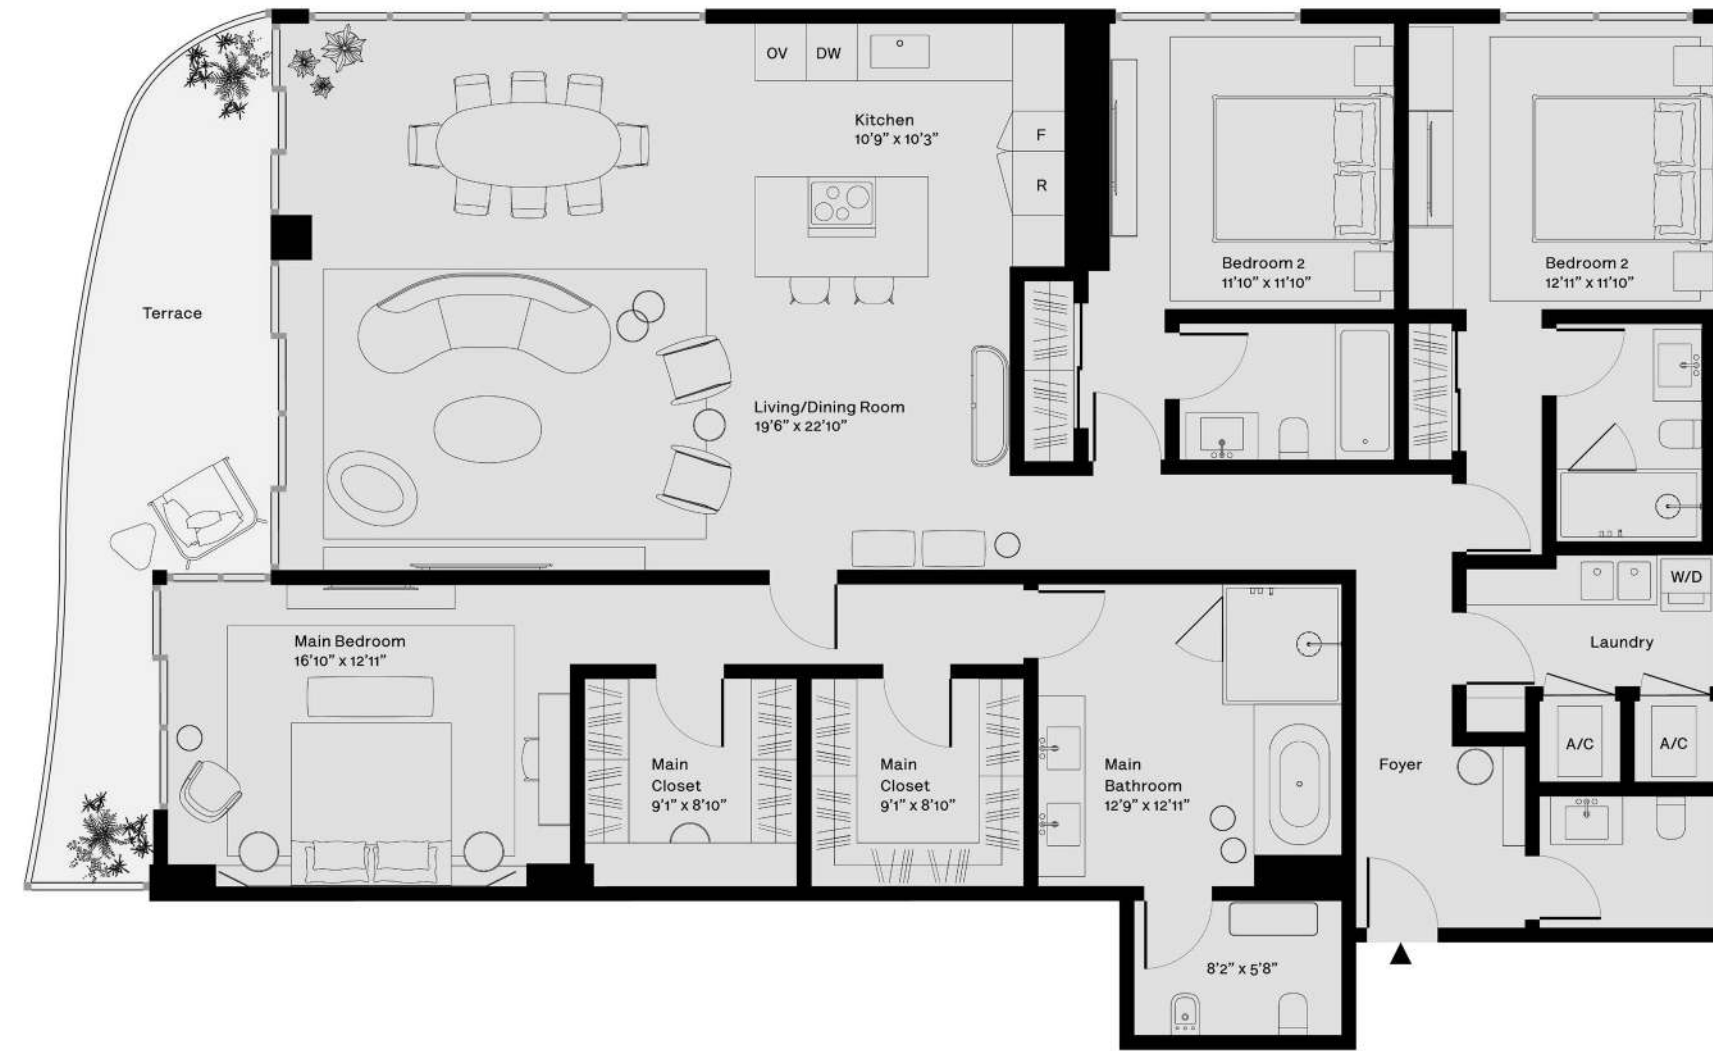 OV
DW
Kitchen
10'9" x 10'3"
F
R
Bedroom 2
11'10" x 11'10"
Bedroom 2
12'11" x 11'10"
Terrace
Living/Dining Room
19'6" x 22'10"
W/D
Laundry
Main Bedroom
16'10" x 12'11"
A/C
A/C
Main
Closet
9'1" x 8'10"
Main
Closet
9'1" x 8'10"
Main
Bathroom
12'9" x 12'11"
Foyer
8'2" x 5'8"